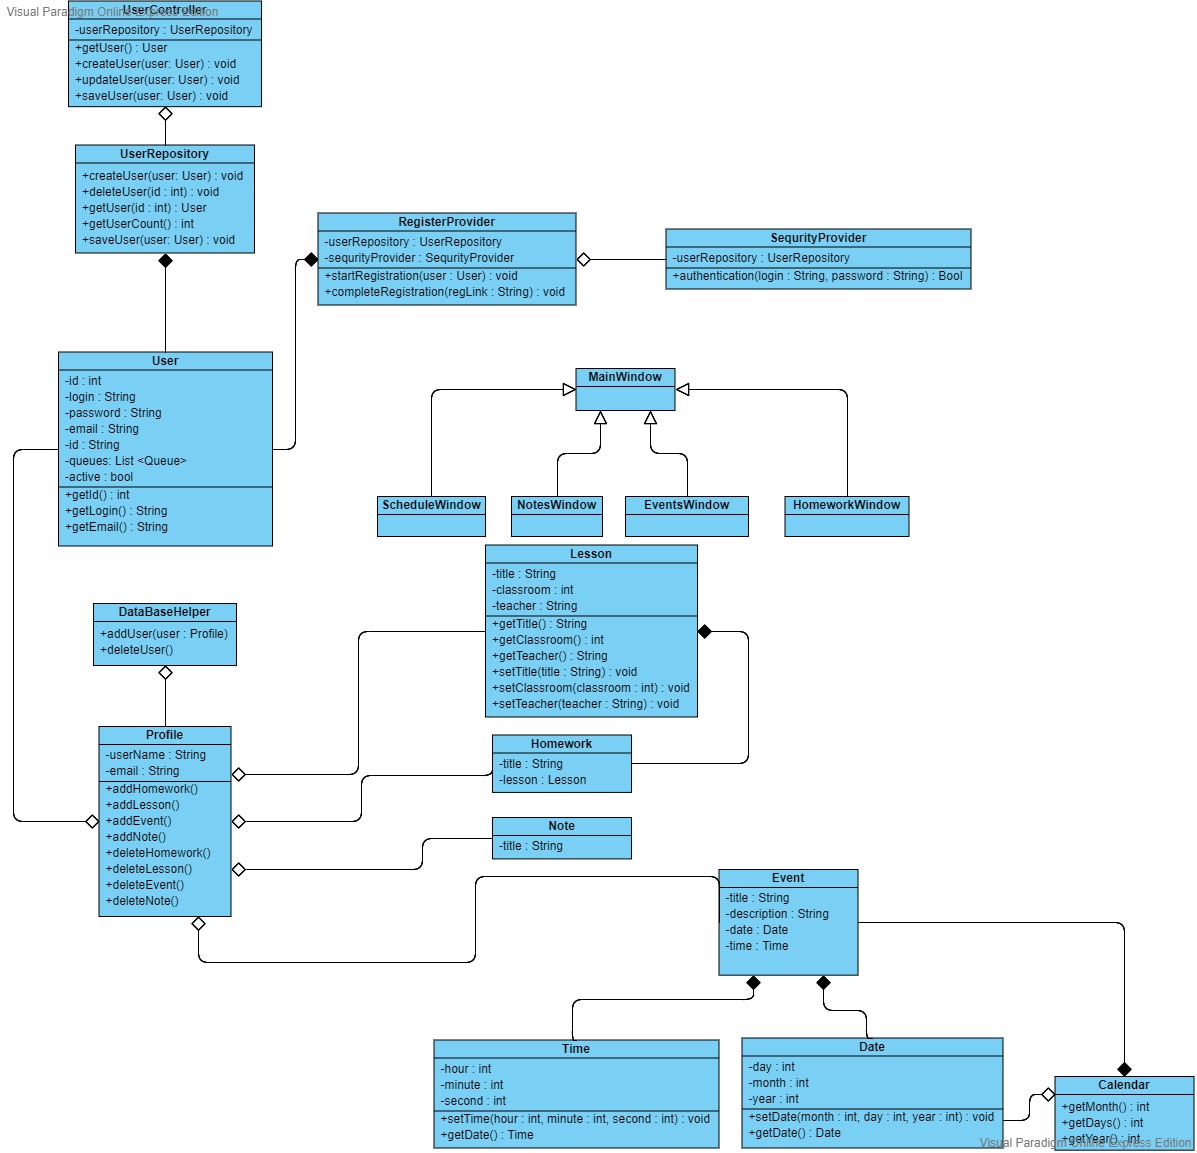 Visual Paradigm Online Express Edition
UserController
-userRepository : UserRepository
+getUser() : User
+createUser(user: User) : void
+updateUser(user: User) : void
+saveUser(user: User) : void
UserRepository
+createUser(user: User) : void
+deleteUser(id : int) : void
+getUser(id : int) : User
+getUserCount() : int
+saveUser(user: User) : void
RegisterProvider
-userRepository : UserRepository
-sequrityProvider : SequrityProvider
+startRegistration(user : User) : void
+completeRegistration(regLink : String) : void
SequrityProvider
-userRepository : UserRepository
+authentication(login : String, password : String) : Bool
User
-id : int
-login : String
-password : String
-email : String
-id : String
-queues: List <Queue>
-active : bool
+getId() : int
+getLogin() : String
+getEmail() : String
MainWindow
ScheduleWindow
NotesWindow
EventsWindow
HomeworkWindow
Lesson
-title : String
-classroom : int
-teacher : String
+getTitle() : String
+getClassroom() : int
+getTeacher() : String
+setTitle(title : String) : void
+setClassroom(classroom : int) : void
+setTeacher(teacher : String) : void
DataBaseHelper
+addUser(user : Profile)
+deleteUser()
Profile
-userName : String
-email : String
+addHomework()
+addLesson()
+addEvent()
+addNote()
+deleteHomework()
+deleteLesson()
+deleteEvent()
+deleteNote()
Homework
-title : String
-lesson : Lesson
Note
-title : String
Event
-title : String
-description : String
-date : Date
-time : Time
Time
-hour : int
-minute : int
-second : int
+setTime(hour : int, minute : int, second : int) : void
+getDate() : Time
Date
-day : int
-month : int
-year : int
+setDate(month : int, day : int, year : int) : void
+getDate() : Date
Calendar
+getMonth() : int
+getDays() : int
+getYear() : int
Visual Paradigm Online Express Edition